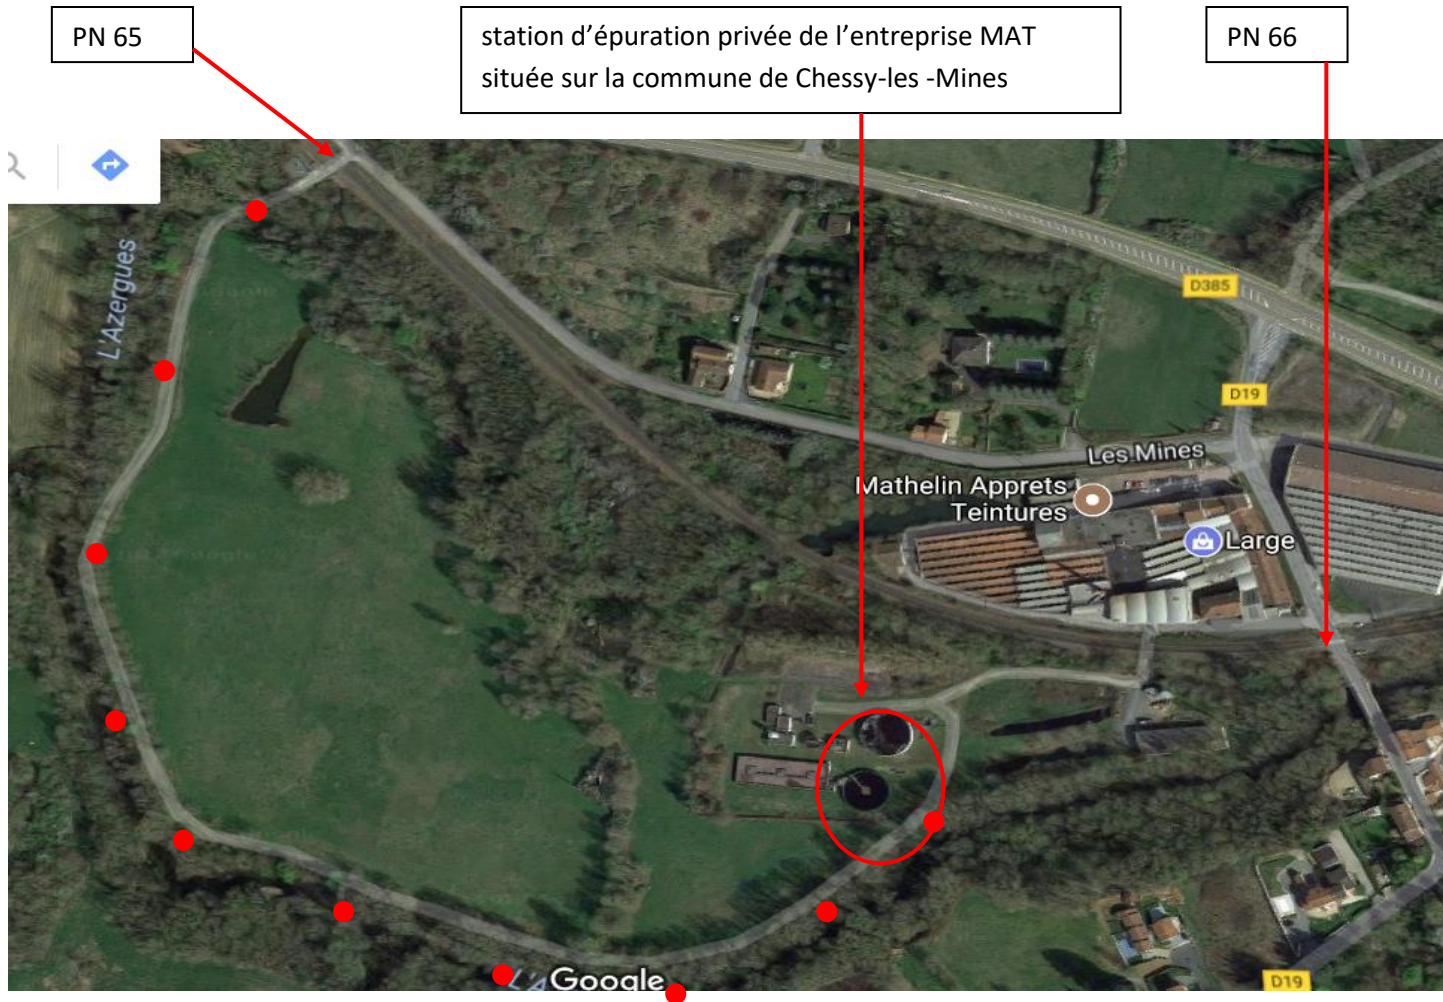 PN 65
station d’épuration privée de l’entreprise MAT
située sur la commune de Chessy-les -Mines
PN 66
L'Azergues
D385
D19
Les Mines
Mathelin Apprets
Teintures
Large
L'A
Google
D19